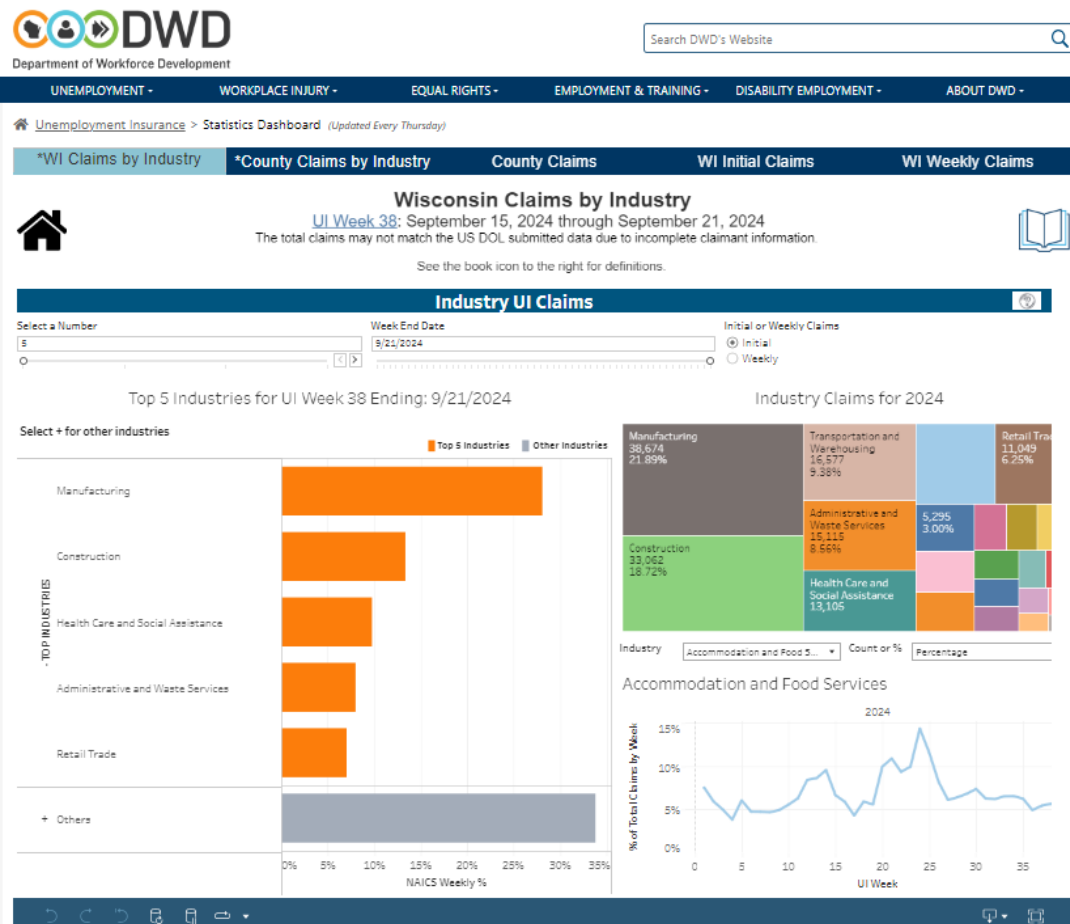 DWD
Department of Workforce Development
Search DWD's Website
UNEMPLOYMENT
WORKPLACE INJURY
EQUAL RIGHTS
EMPLOYMENT & TRAINING
DISABILITY EMPLOYMENT
ABOUT DWD
Unemployment Insurance > Statistics Dashboard (Updated Every Thursday)
*WI Claims by Industry
*County Claims by Industry
County Claims
WI Initial Claims
WI Weekly Claims
Wisconsin Claims by Industry
UI Week 38: September 15, 2024 through September 21, 2024
The total claims may not match the US DOL submitted data due to incomplete claimant information.
See the book icon to the right for definitions.
Industry UI Claims
?
Select a Number
5
Week End Date
9/21/2024
Initial or Weekly Claims
Initial
Weekly
Top 5 Industries for UI Week 38 Ending: 9/21/2024
Select + for other industries
Top 5 Industries
Other Industries
- TOP INDUSTRIES
Manufacturing
Construction
Health Care and Social Assistance
Administrative and Waste Services
Retail Trade
+ Others
0% 5% 10% 15% 20% 25% 30% 35%
NAICS Weekly %
Industry Claims for 2024
Manufacturing
38,674
21.89%
Construction
33,062
18.72%
Transportation and
Warehousing
16,577
9.38%
Administrative and
Waste Services
15,115
8.56%
Health Care and
Social Assistance
13,105
Retail Trac
11,049
6.25%
5,295
3.00%
Industry
Accommodation and Food S...
Count or %
Percentage
Accommodation and Food Services
2024
% of Total Claims by Week
15%
10%
5%
0%
0 5 10 15 20 25 30 35
UI Week